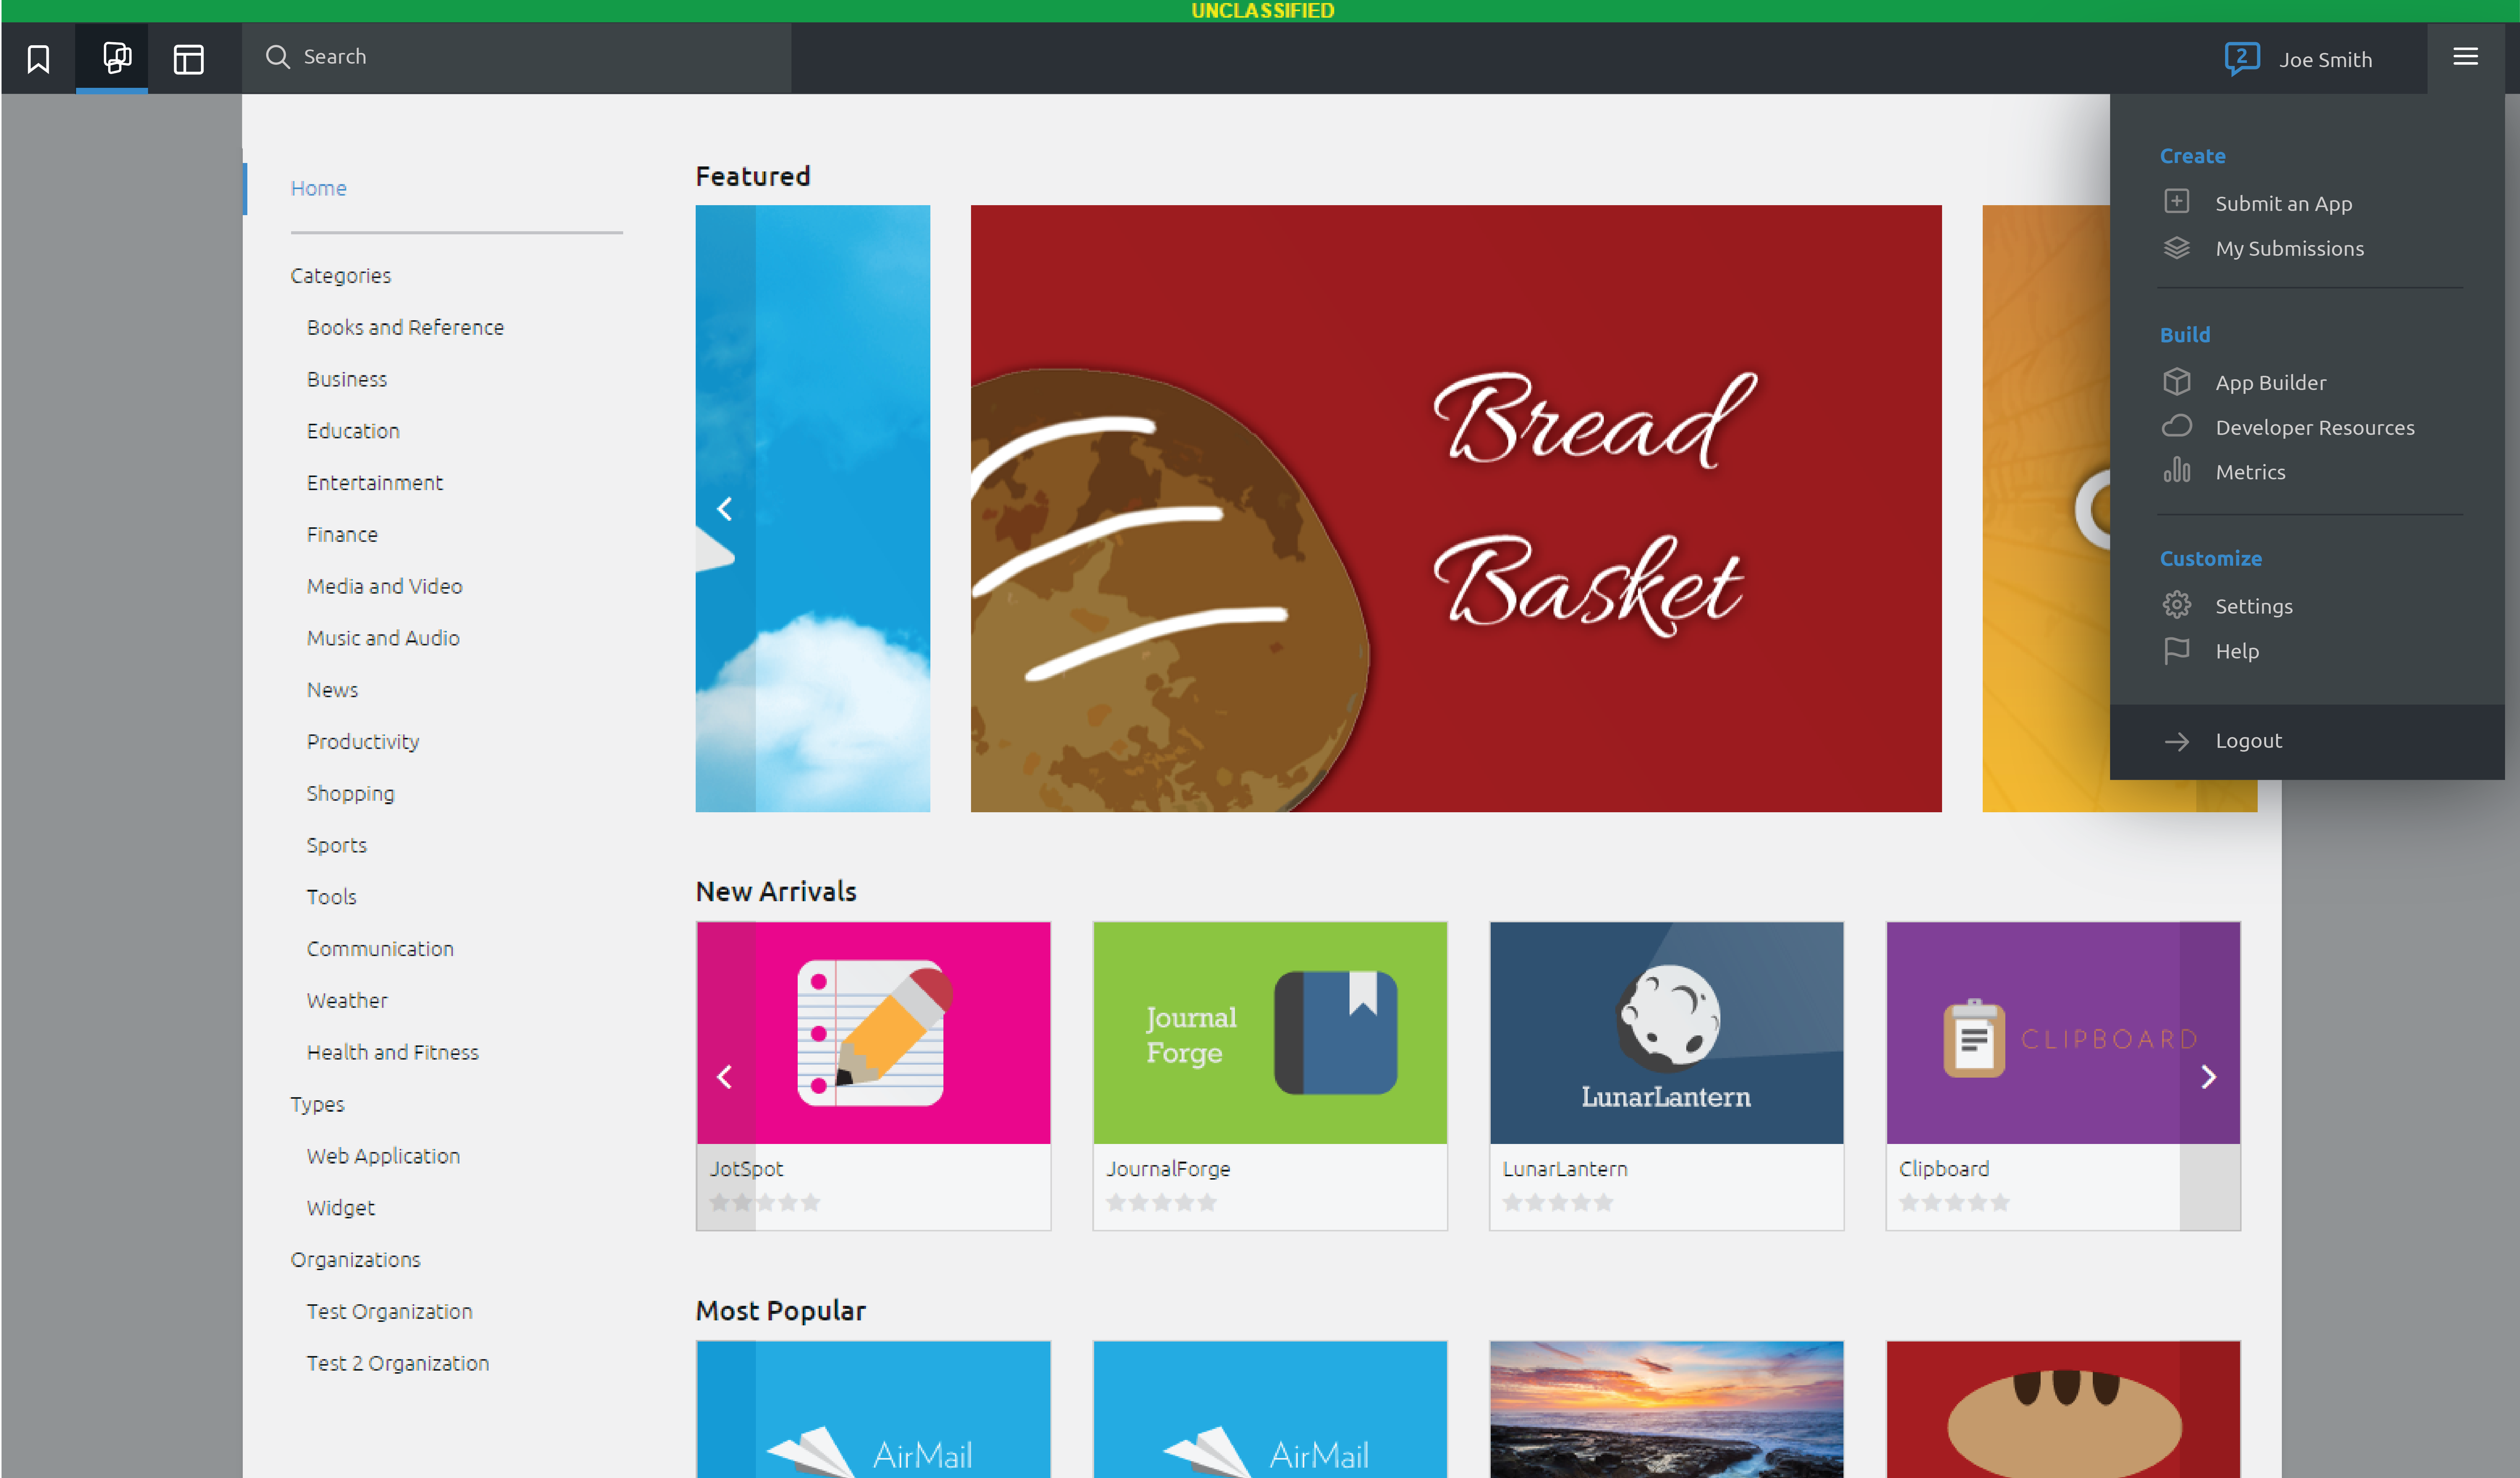 UNCLASSIFIED
Search
2
Joe Smith
Home
Categories
Books and Reference
Business
Education
Entertainment
Finance
Media and Video
Music and Audio
News
Productivity
Shopping
Sports
Tools
Communication
Weather
Health and Fitness
Types
Web Application
Widget
Organizations
Test Organization
Test 2 Organization
Featured
Bread
Basket
Create
Submit an App
My Submissions
Build
App Builder
Developer Resources
Metrics
Customize
Settings
Help
Logout
New Arrivals
Journal
Forge
LunarLantern
CLIPBOARD
JotSpot
JournalForge
LunarLantern
Clipboard
Most Popular
AirMail
AirMail